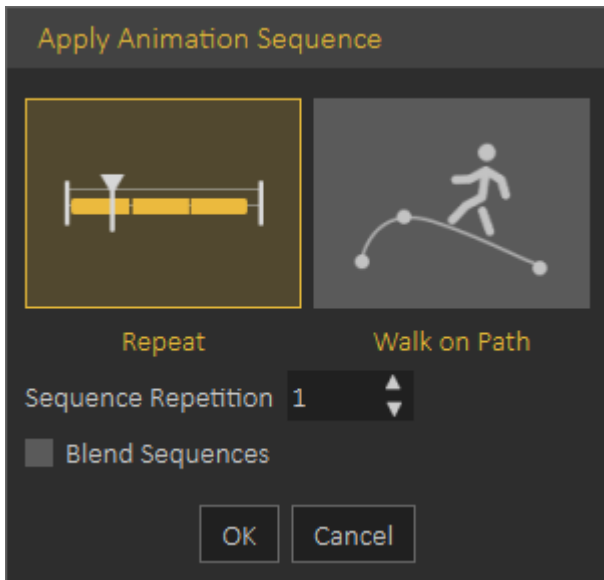 Apply Animation Sequence
Repeat Walk on Path
Sequence Repetition 1
Blend Sequences
OK Cancel